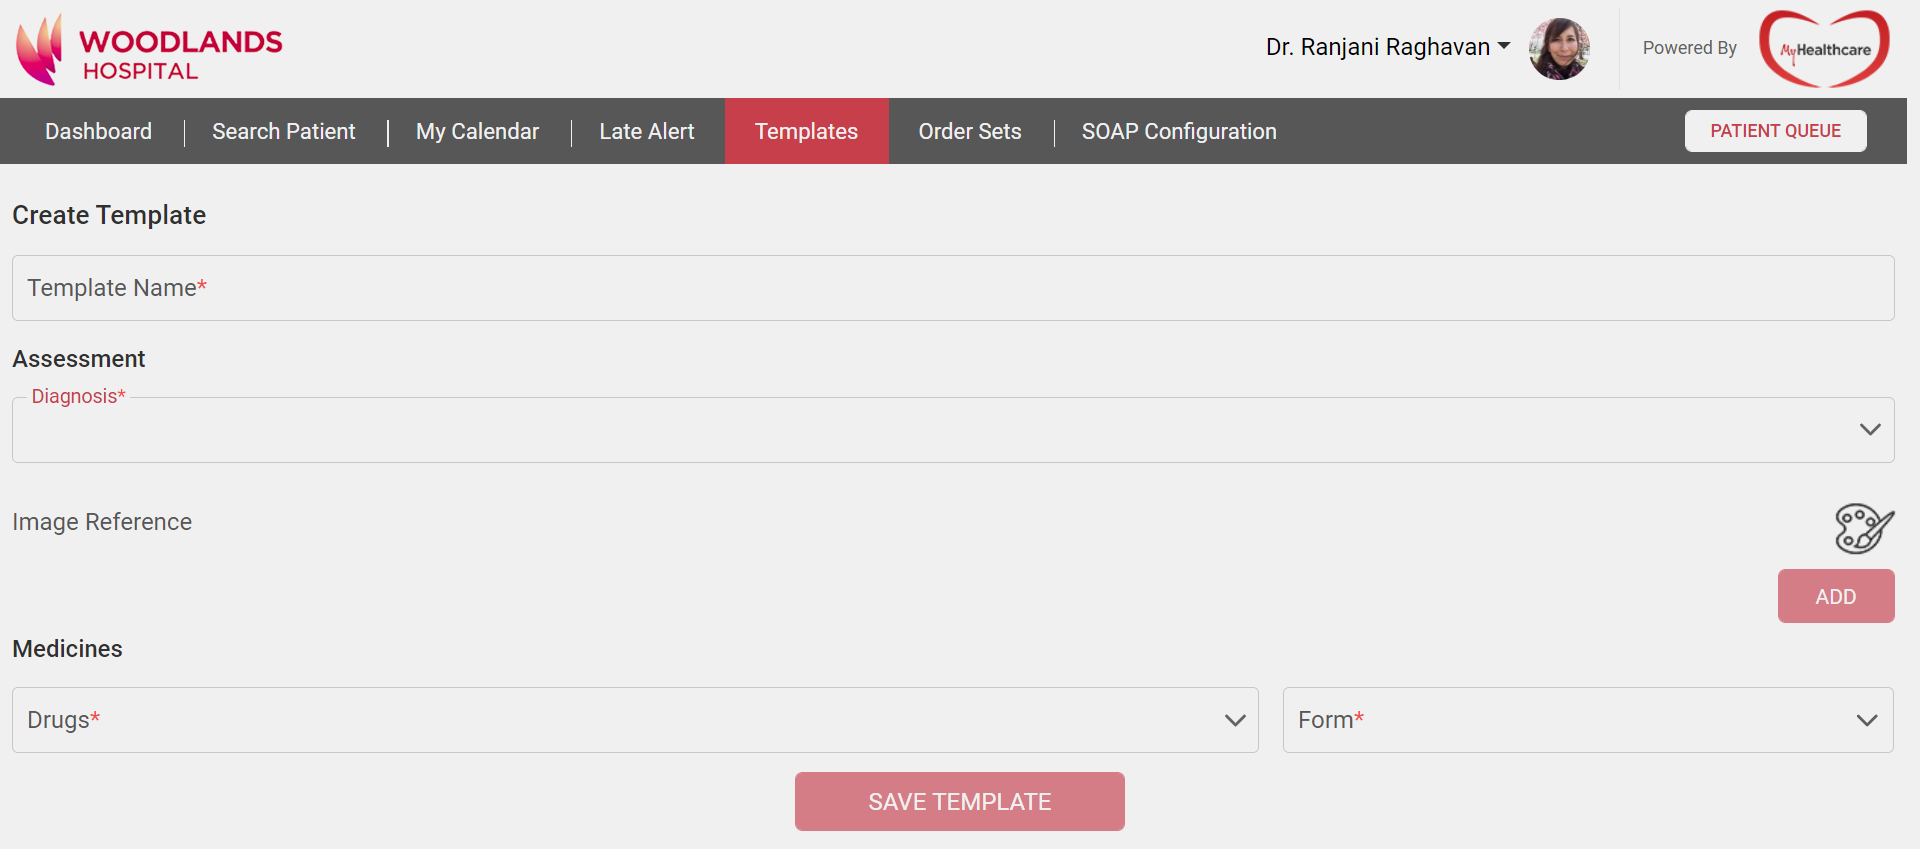 WOODLANDS
HOSPITAL
Dr. Ranjani Raghavan
Powered By
MyHealthcare
Dashboard
Search Patient
My Calendar
Late Alert
Templates
Order Sets
SOAP Configuration
PATIENT QUEUE
Create Template
Template Name*
Assessment
Diagnosis*
Image Reference
ADD
Medicines
Drugs*
Form*
SAVE TEMPLATE